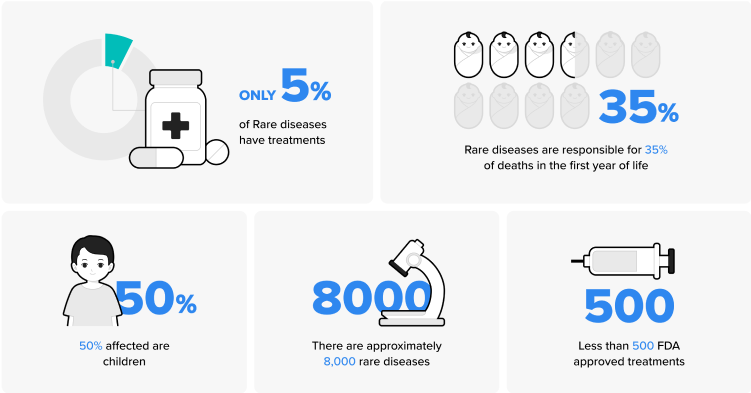 ONLY 5%
of Rare diseases
have treatments
35%
Rare diseases are responsible for 35%
of deaths in the first year of life
50%
50% affected are
children
8000
There are approximately
8,000 rare diseases
500
Less than 500 FDA
approved treatments